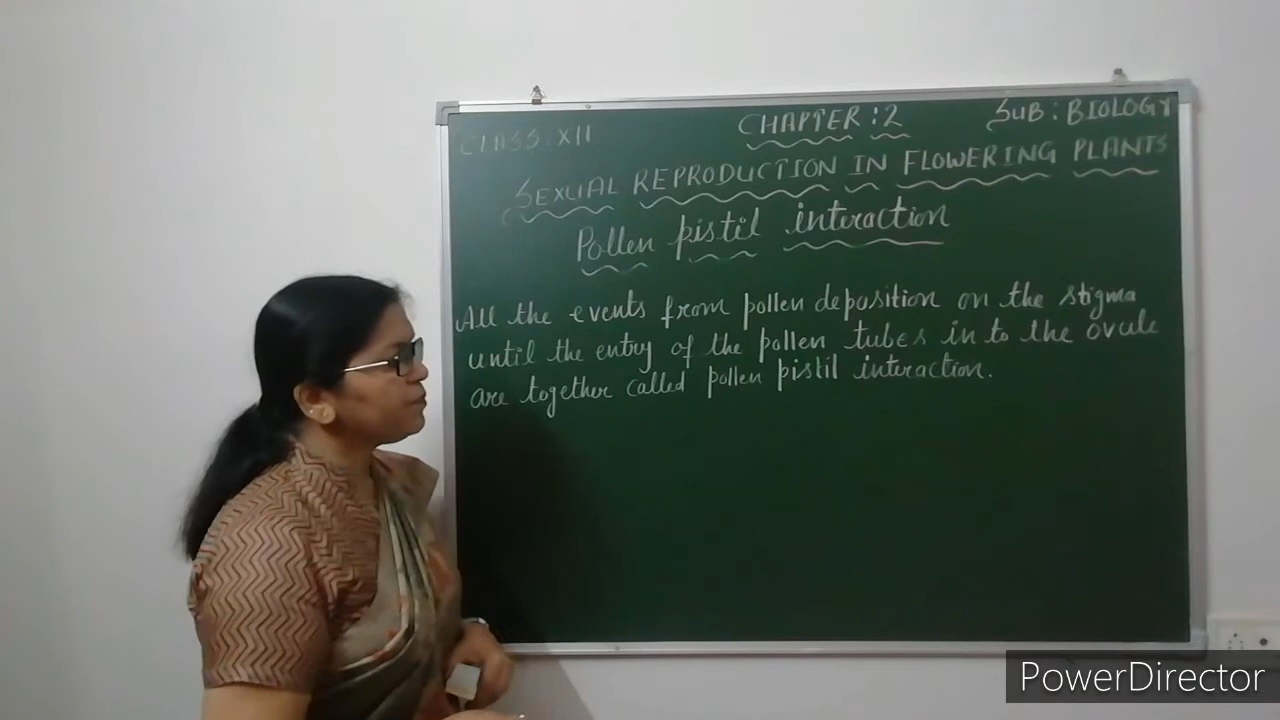 CLASS: XII
CHAPTER : 2
SUB : BIOLOGY
SEXUAL REPRODUCTION IN FLOWERING PLANTS
Pollen pistil interaction
All the events from pollen deposition on the stigma
until the entry of the pollen tubes in to the ovule
are together called pollen pistil interaction.
PowerDirector